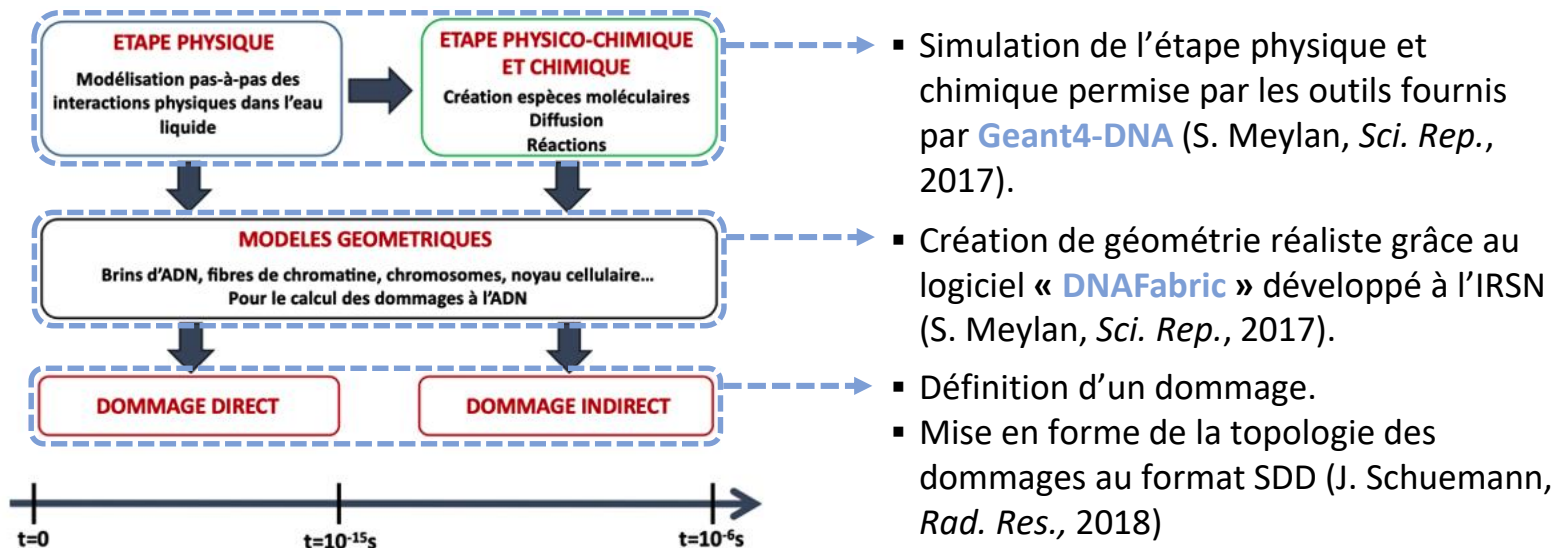 ETAPE PHYSIQUE
Modélisation pas-à-pas des
interactions physiques dans l'eau
liquide
ETAPE PHYSICO-CHIMIQUE
ET CHIMIQUE
Création espèces moléculaires
Diffusion
Réactions
MODELES GEOMETRIQUES
Brins d'ADN, fibres de chromatine, chromosomes, noyau cellulaire…
Pour le calcul des dommages à l'ADN
DOMMAGE DIRECT
DOMMAGE INDIRECT
t=0
t=10⁻¹⁵s
t=10⁻⁶s
▪ Simulation de l’étape physique et
chimique permise par les outils fournis
par Geant4-DNA (S. Meylan, Sci. Rep.,
2017).
▪ Création de géométrie réaliste grâce au
logiciel « DNAFabric » développé à l’IRSN
(S. Meylan, Sci. Rep., 2017).
▪ Définition d’un dommage.
▪ Mise en forme de la topologie des
dommages au format SDD (J. Schuemann,
Rad. Res., 2018)